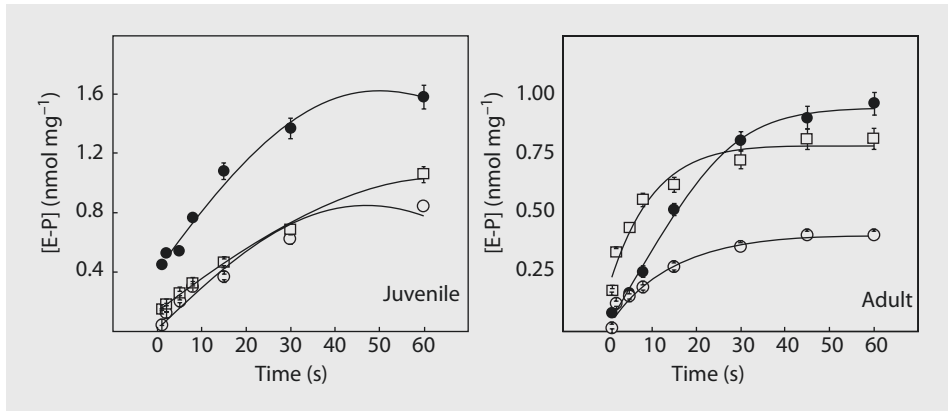 [E-P] (nmol mg⁻¹)
1.6
1.2
0.8
0.4
Juvenile
0 10 20 30 40 50 60
Time (s)
[E-P] (nmol mg⁻¹)
1.00
0.75
0.50
0.25
Adult
0 10 20 30 40 50 60
Time (s)